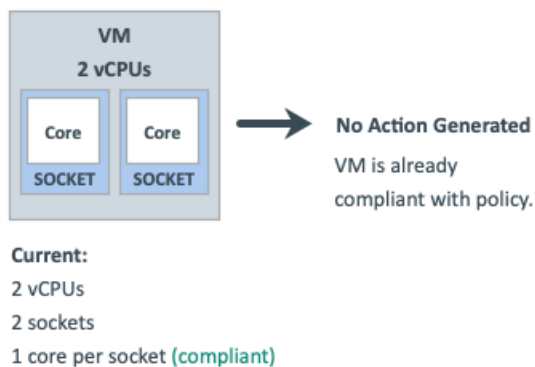 VM
2 vCPUs
Core
Core
SOCKET
SOCKET
No Action Generated
VM is already
compliant with policy.
Current:
2 vCPUs
2 sockets
1 core per socket (compliant)